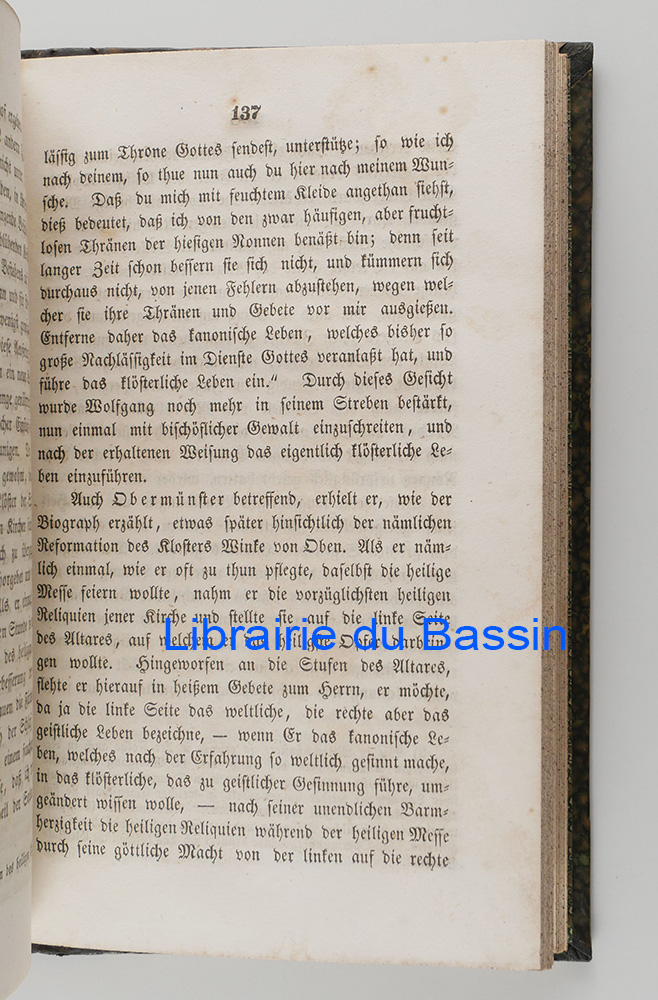 137
läſſig zum Throne Gottes ſendeſt, unterſtütze; ſo wie ich
nach deinem, ſo thue nun auch du hier nach meinem Wun-
ſche. Daß du mich mit feuchtem Kleide angethan ſiehſt,
dieß bedeutet, daß ich von den zwar häufigen, aber frucht-
loſen Thränen der hieſigen Nonnen benäßt bin; denn ſeit
langer Zeit ſchon beſſern ſie ſich nicht, und kümmern ſich
durchaus nicht, von jenen Fehlern abzuſtehen, wegen wel-
cher ſie ihre Thränen und Gebete vor mir ausgießen.
Entferne daher das kanoniſche Leben, welches bisher ſo
große Nachläſſigkeit im Dienſte Gottes veranlaßt hat, und
führe das klöſterliche Leben ein.“ Durch dieſes Geſicht
wurde Wolfgang noch mehr in ſeinem Streben beſtärkt,
nun einmal mit biſchöflicher Gewalt einzuſchreiten, und
nach der erhaltenen Weiſung das eigentlich klöſterliche Le-
ben einzuführen.
Auch Obermünſter betreffend, erhielt er, wie der
Biograph erzählt, etwas ſpäter hinſichtlich der nämlichen
Reformation des Kloſters Winke von Oben. Als er näm-
lich einmal, wie er oft zu thun pflegte, daſelbſt die heilige
Meſſe feiern wollte, nahm er die vorzüglichſten heiligen
Reliquien jener Kirche und ſtellte ſie auf die linke Seite
des Altares, auf welchem er das heilige Opfer darbrin-
gen wollte. Hingeworfen an die Stufen des Altares,
flehte er hierauf in heißem Gebete zum Herrn, er möchte,
da ja die linke Seite das weltliche, die rechte aber das
geiſtliche Leben bezeichne, — wenn Er das kanoniſche Le-
ben, welches nach der Erfahrung ſo weltlich geſinnt mache,
in das klöſterliche, das zu geiſtlicher Geſinnung führe, um-
geändert wiſſen wolle, — nach ſeiner unendlichen Barm-
herzigkeit die heiligen Reliquien während der heiligen Meſſe
durch ſeine göttliche Macht von der linken auf die rechte
Librairie du Bassin